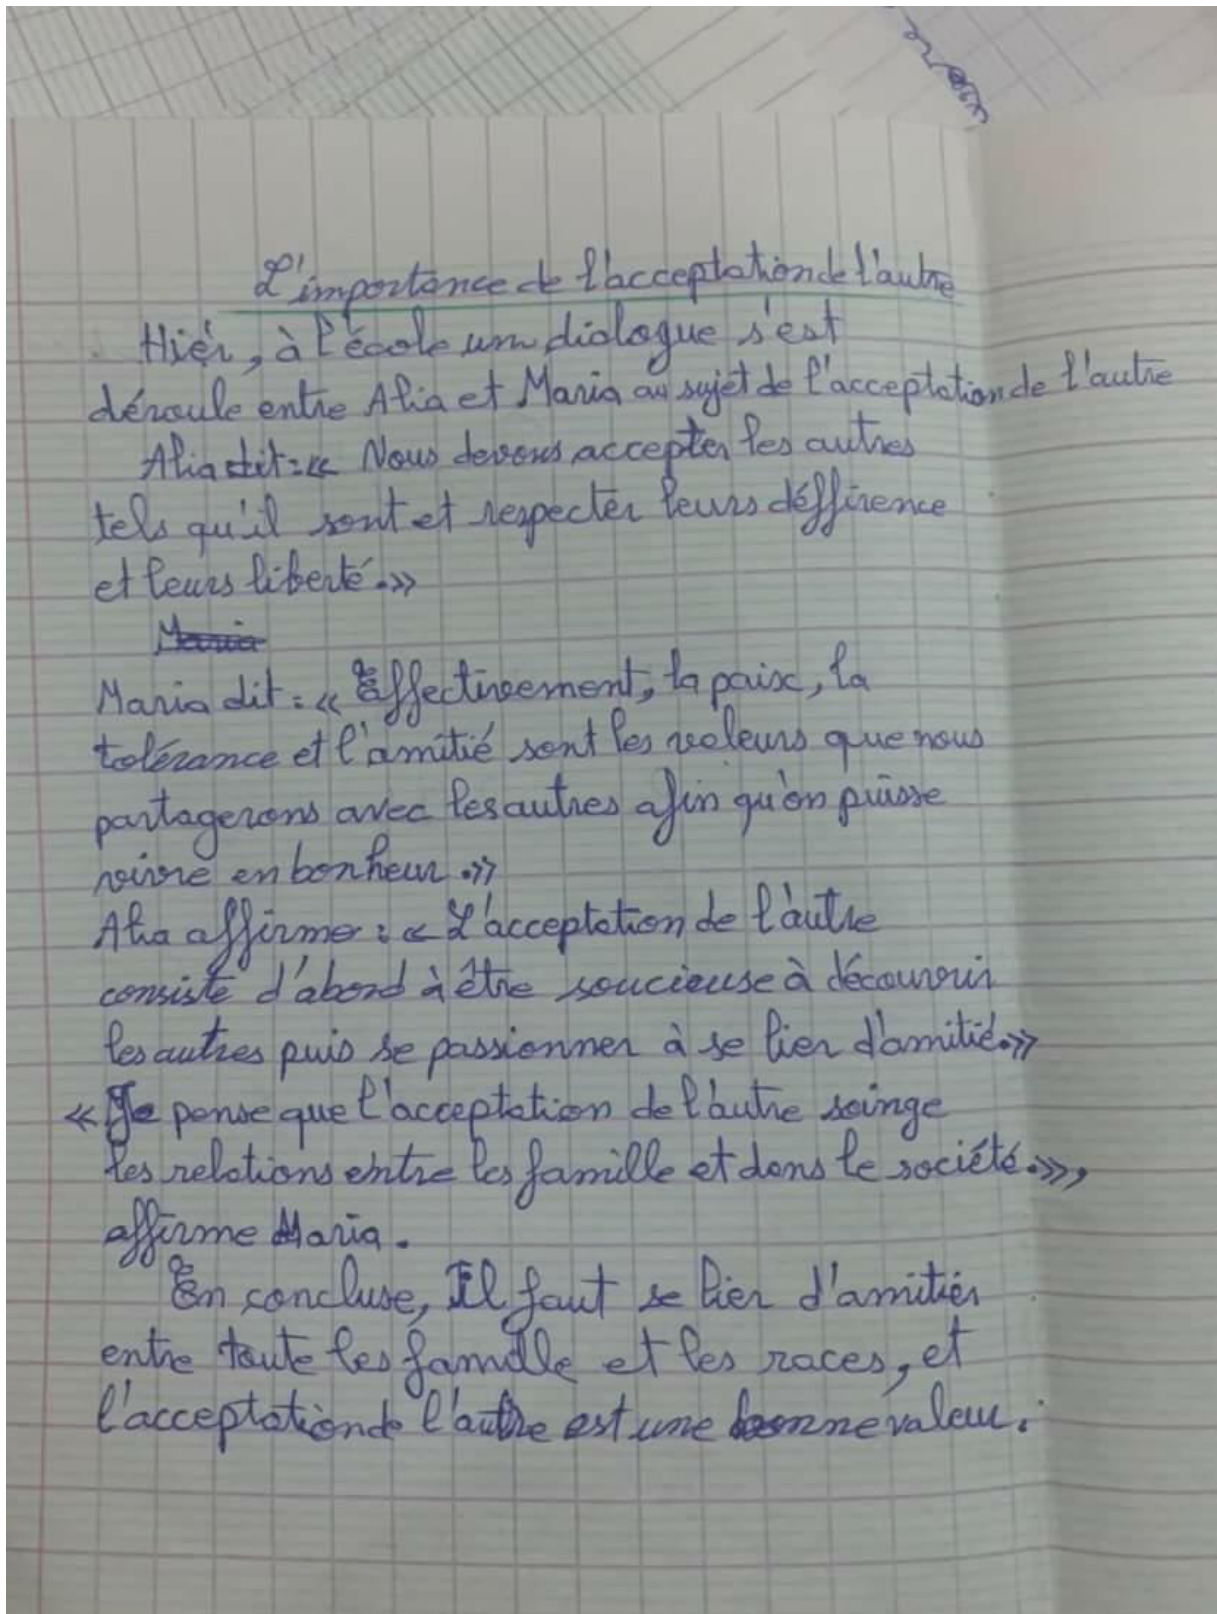 L'importance de l'acceptation de l'autre
Hiér, à l'école un dialogue s'est
déroule entre Alia et Maria au sujet de l'acceptation de l'autre
Alia dit : « Nous devons accepter les autres
tels qu'il sont et respecter leurs défférence
et leurs liberté. »
Maria
Maria dit : « Effectivement, la paix, la
tolérance et l'amitié sont les valeurs que nous
partagerons avec les autres afin qu'on puisse
vivre en bonheur. »
Alia affirme : « L'acceptation de l'autre
consiste d'abord à être soucieuse à découvrir
les autres puis se passionner à se lier d'amitié. »
« Je pense que l'acceptation de l'autre soinge
les relations entre les famille et dans le société. »,
affirme Maria.
En concluse, Il faut se lier d'amitiés
entre toute les famille et les races, et
l'acceptation de l'autre est une bonne valeur.